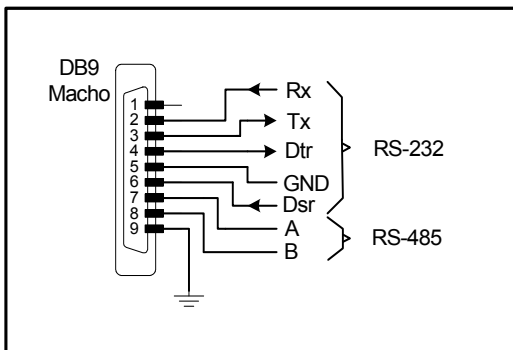 DB9
Macho
1
2
3
4
5
6
7
8
9
Rx
Tx
Dtr
GND
Dsr
A
B
RS-232
RS-485